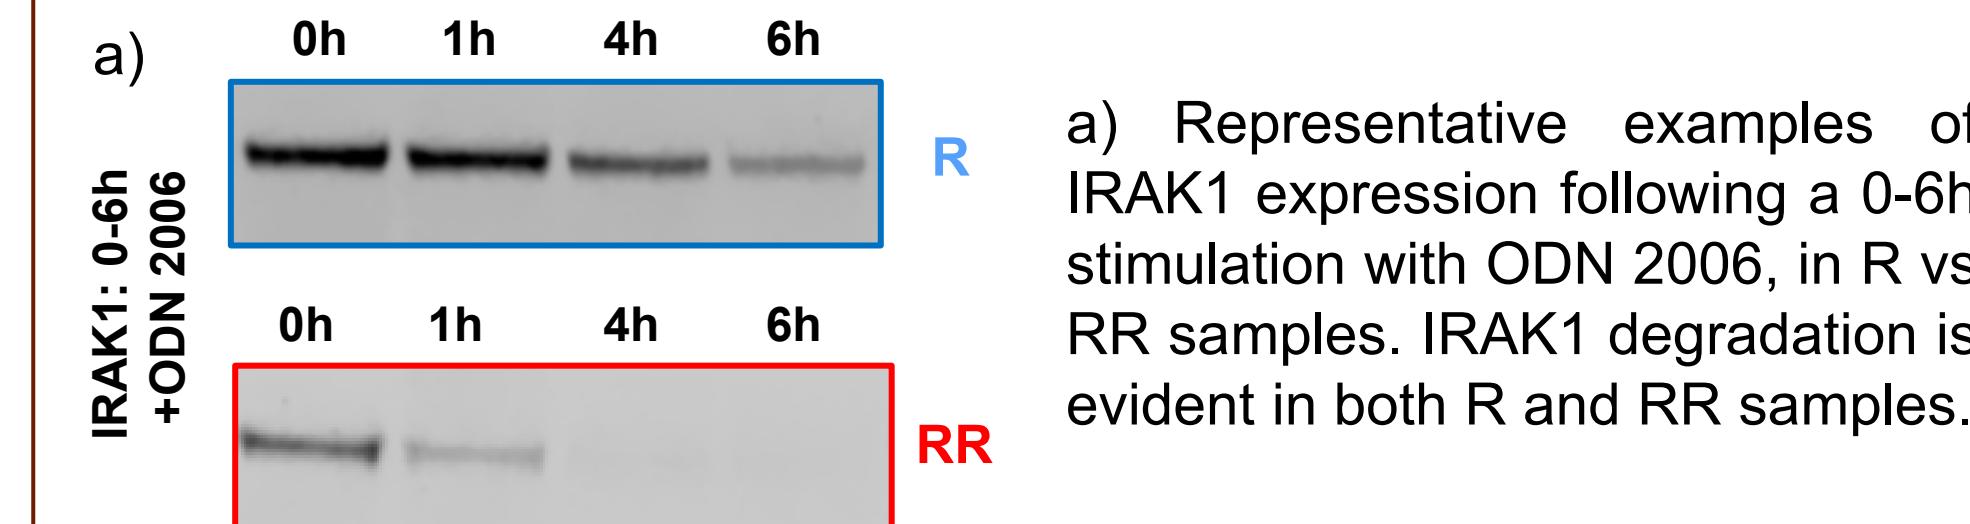 a)
0h 1h 4h 6h
R
IRAK1: 0-6h
+ODN 2006
0h 1h 4h 6h
RR
a) Representative examples of
IRAK1 expression following a 0-6h
stimulation with ODN 2006, in R vs
RR samples. IRAK1 degradation is
evident in both R and RR samples.